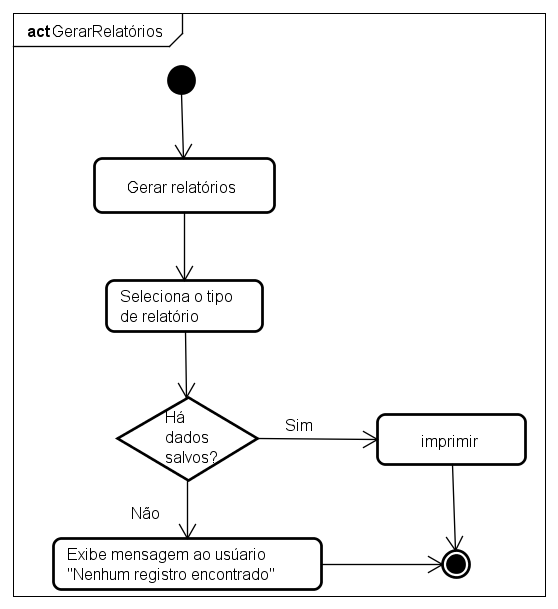 act GerarRelatórios
Gerar relatórios
Seleciona o tipo
de relatório
Há
dados
salvos?
Sim
imprimir
Não
Exibe mensagem ao usúario
"Nenhum registro encontrado"